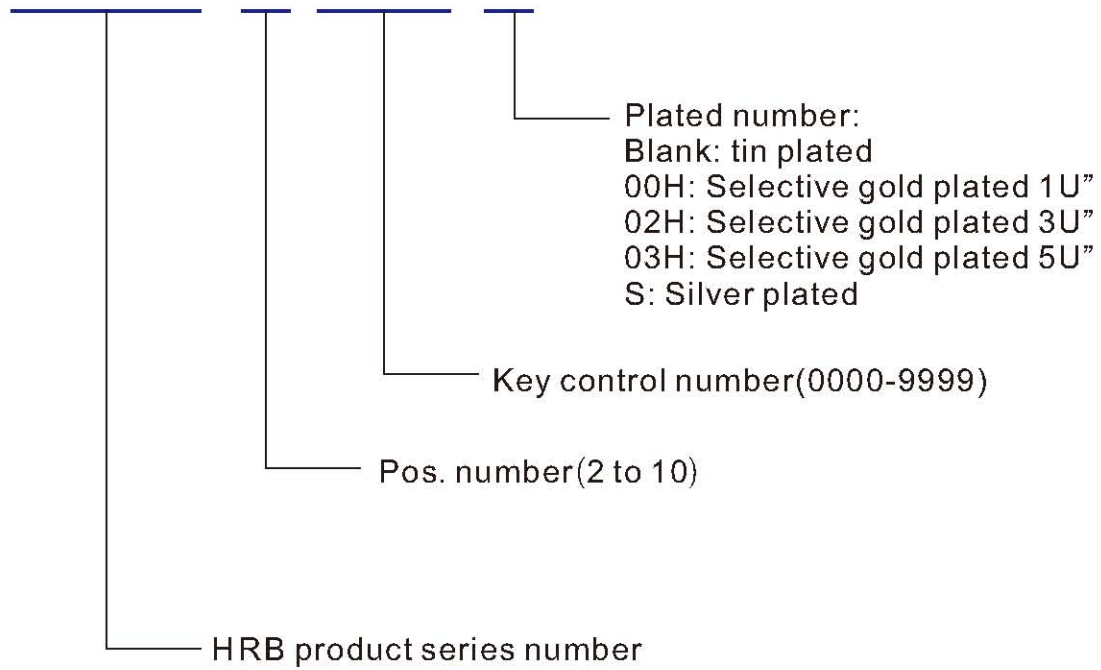 Plated number:
Blank: tin plated
00H: Selective gold plated 1U”
02H: Selective gold plated 3U”
03H: Selective gold plated 5U”
S: Silver plated
Key control number(0000-9999)
Pos. number(2 to 10)
HRB product series number